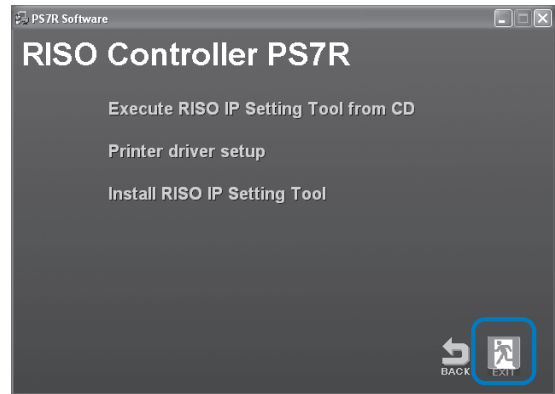 PS7R Software
RISO Controller PS7R
Execute RISO IP Setting Tool from CD
Printer driver setup
Install RISO IP Setting Tool
BACK EXIT